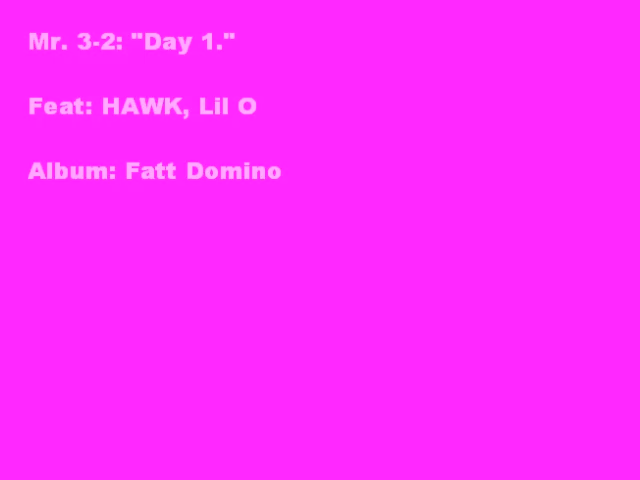 Mr. 3-2: "Day 1."
Feat: HAWK, Lil O
Album: Fatt Domino